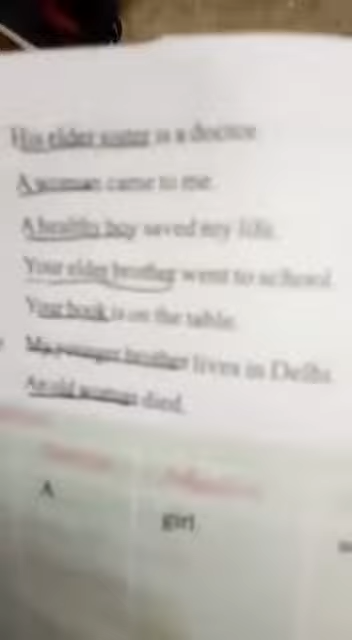 His elder sister is a doctor.
A woman came to me.
A healthy boy saved my life.
Your elder brother went to school.
Your book is on the table.
My younger brother lives in Delhi.
An old woman died.
A
girl